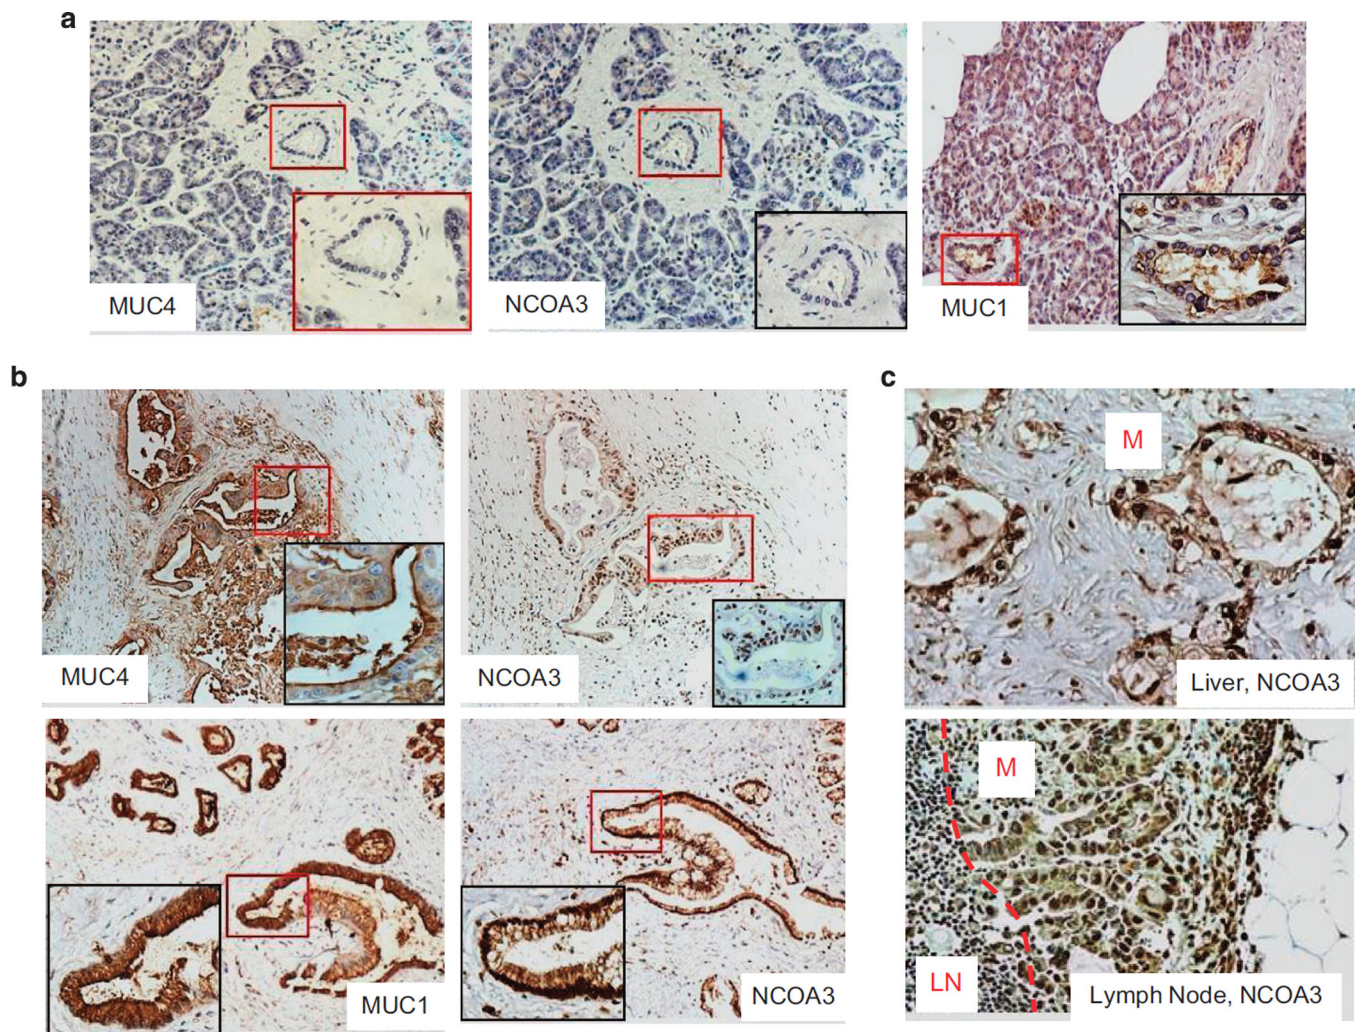 a
MUC4
NCOA3
MUC1
b
c
MUC4
NCOA3
M
Liver, NCOA3
MUC1
NCOA3
M
LN
Lymph Node, NCOA3